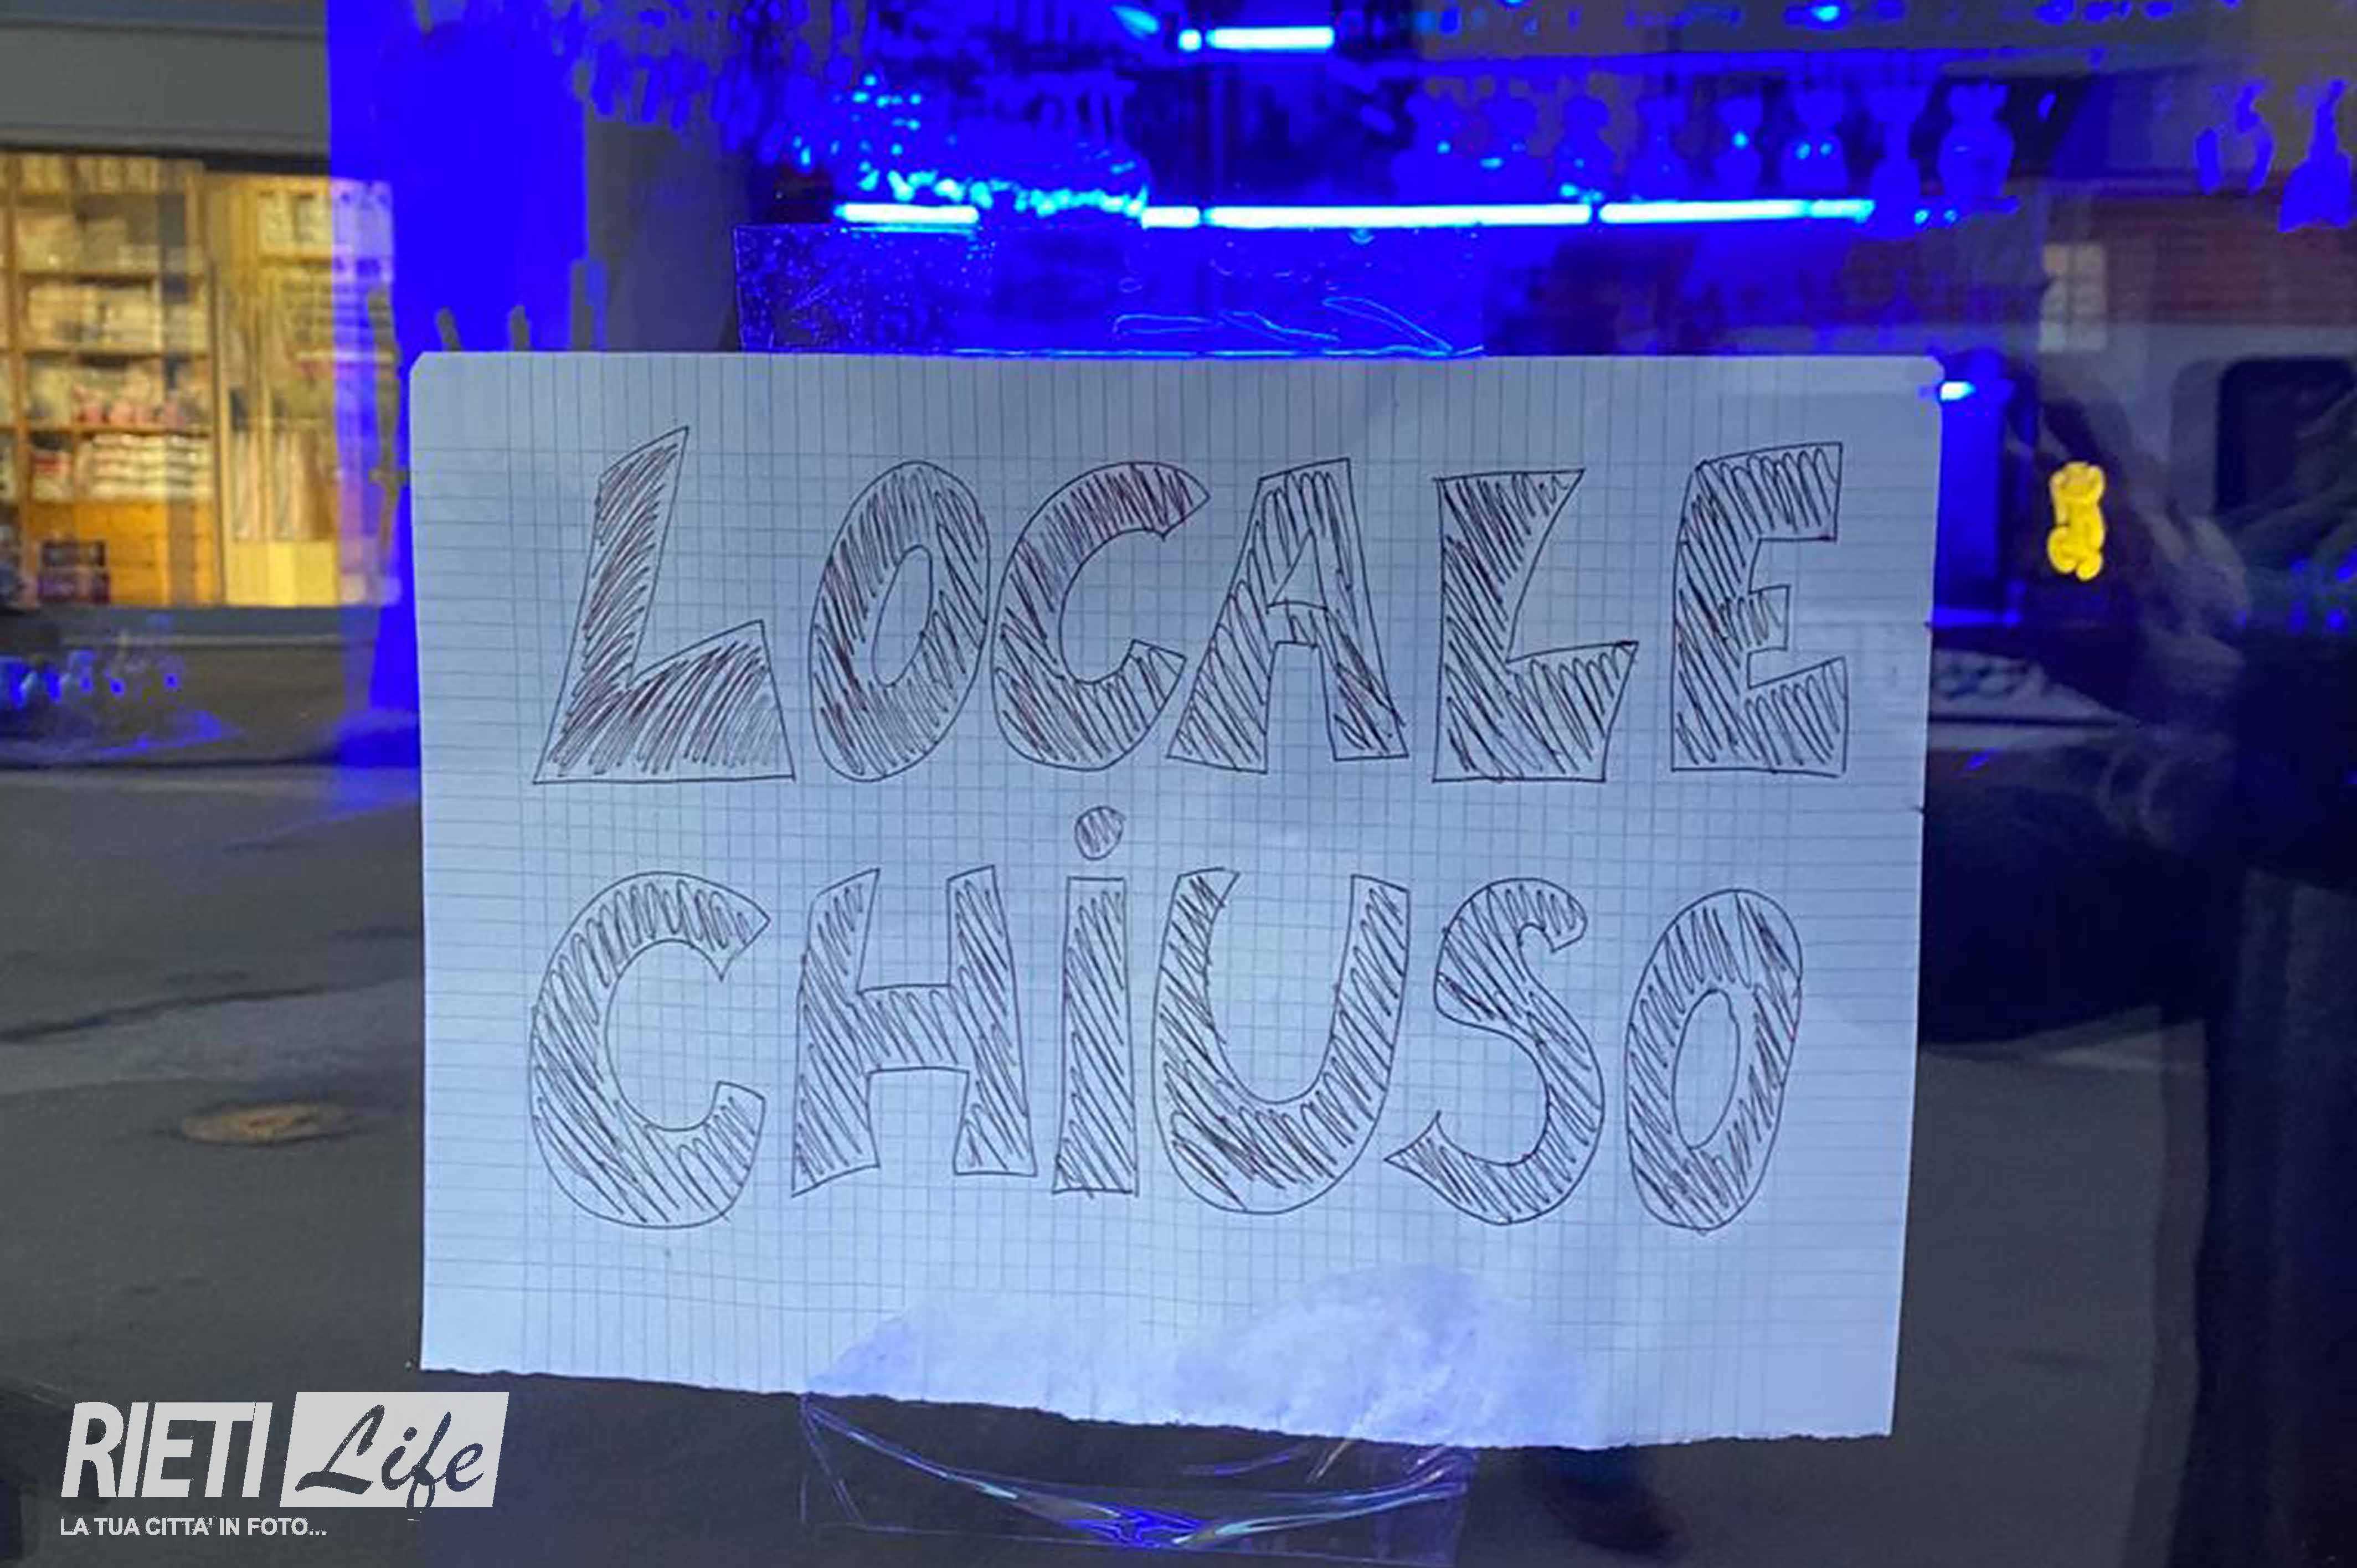 LOCALE
CHiUSO
RIETI Life
LA TUA CITTA' IN FOTO...